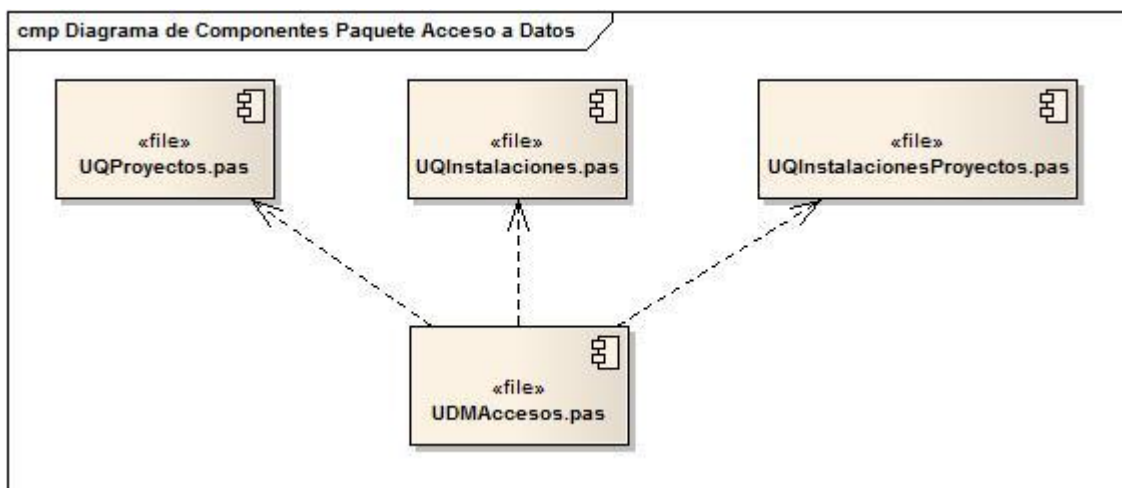 cmp Diagrama de Componentes Paquete Acceso a Datos
«file»
UQProyectos.pas
«file»
UQInstalaciones.pas
«file»
UQInstalacionesProyectos.pas
«file»
UDMAccesos.pas